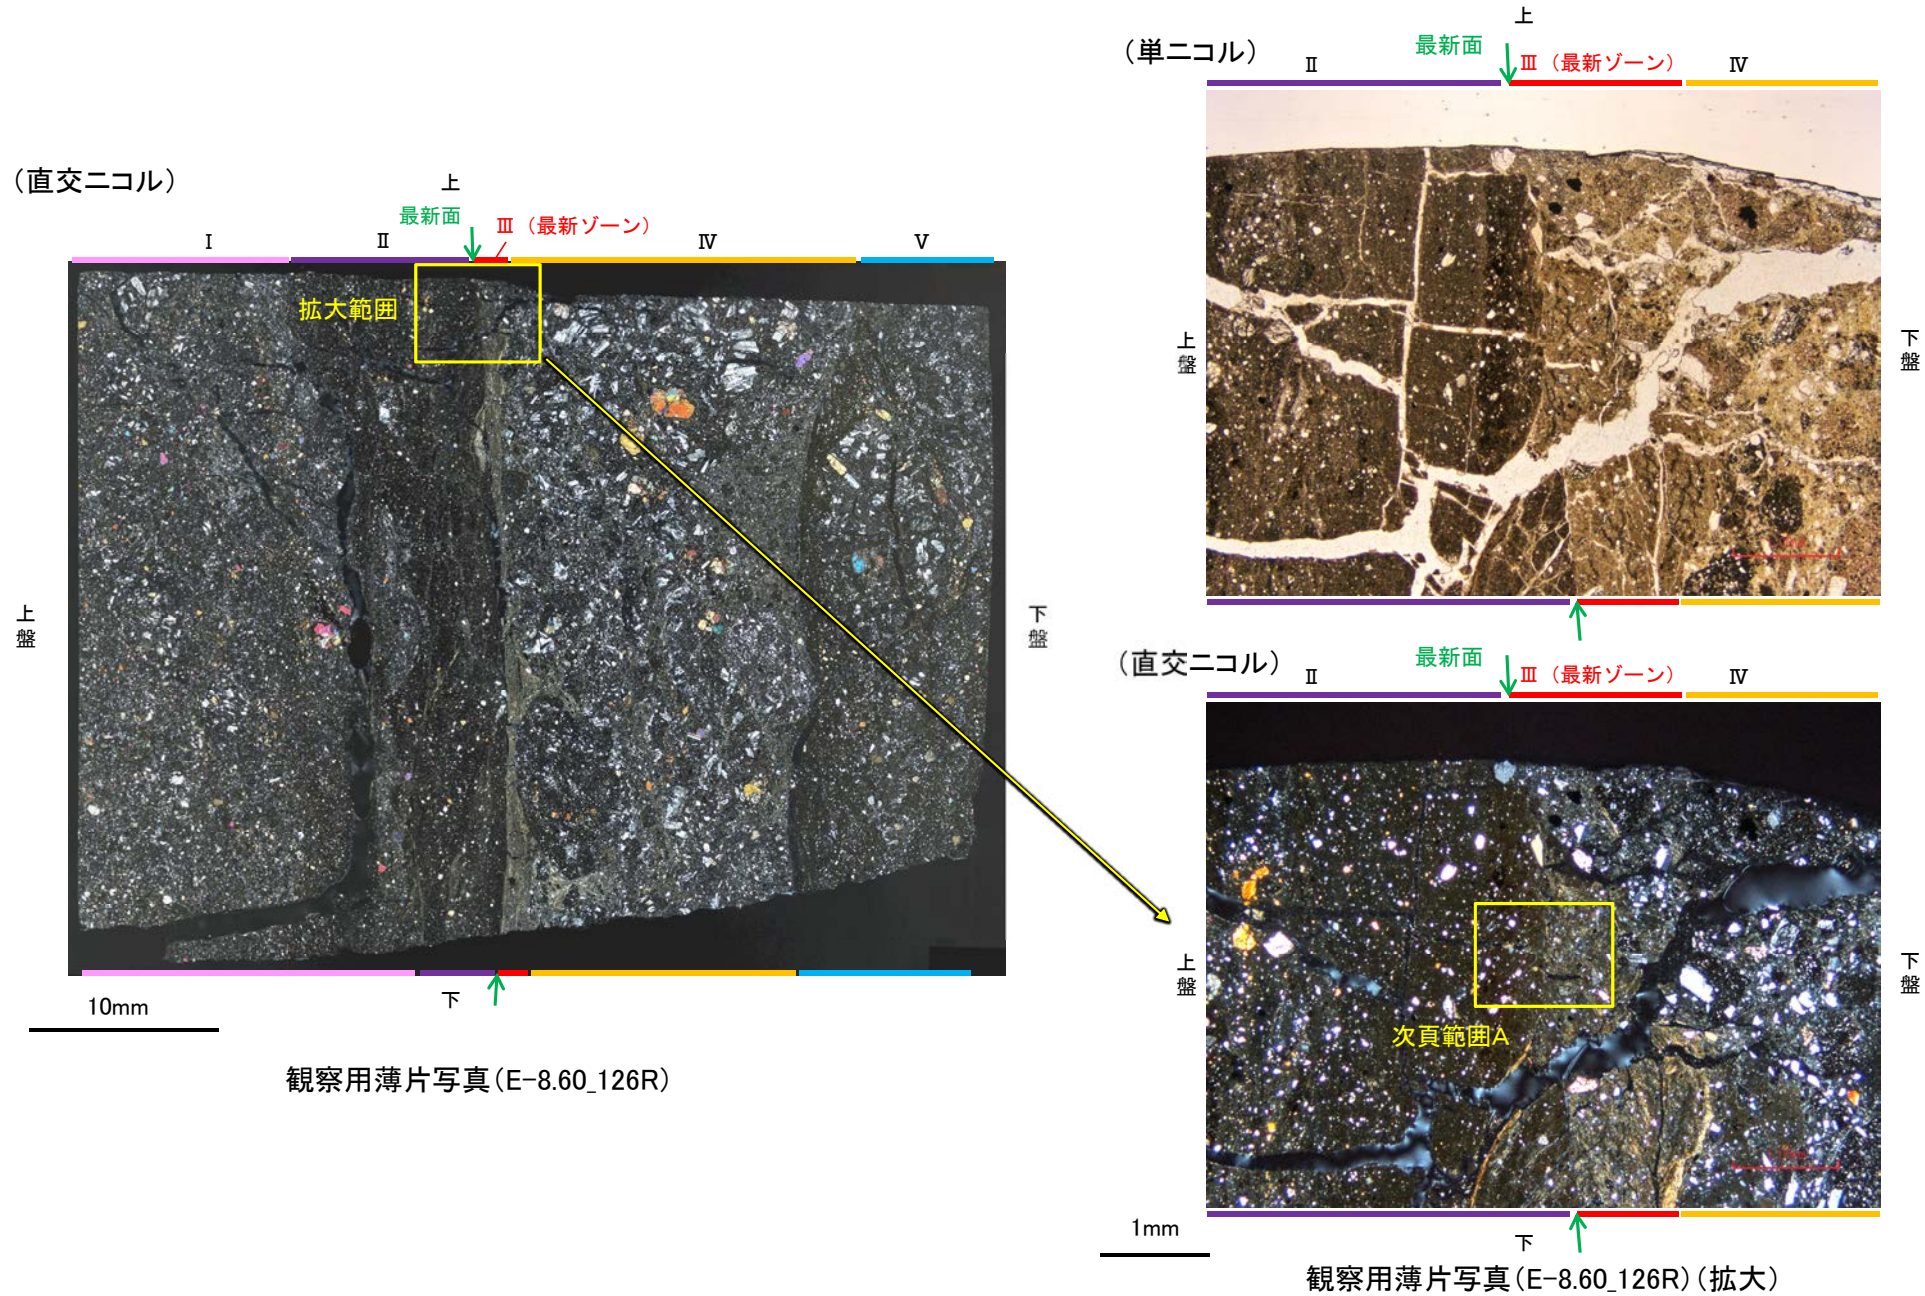 （直交ニコル）
上
最新面
Ⅲ（最新ゾーン）
Ⅰ
Ⅱ
Ⅳ
Ⅴ
拡大範囲
上盤
下盤
下
10mm
観察用薄片写真（E-8.60_126R）
上
（単ニコル）
最新面
Ⅱ
Ⅲ（最新ゾーン）
Ⅳ
上盤
下盤
（直交ニコル）
最新面
Ⅱ
Ⅲ（最新ゾーン）
Ⅳ
上盤
下盤
次頁範囲A
1mm
下
観察用薄片写真（E-8.60_126R）（拡大）